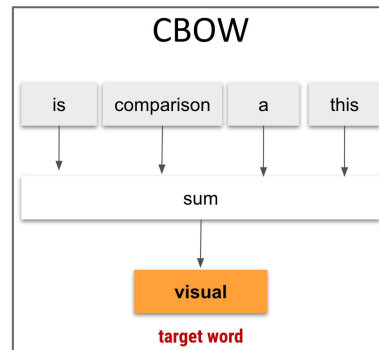 CBOW
is comparison a this
sum
visual
target word